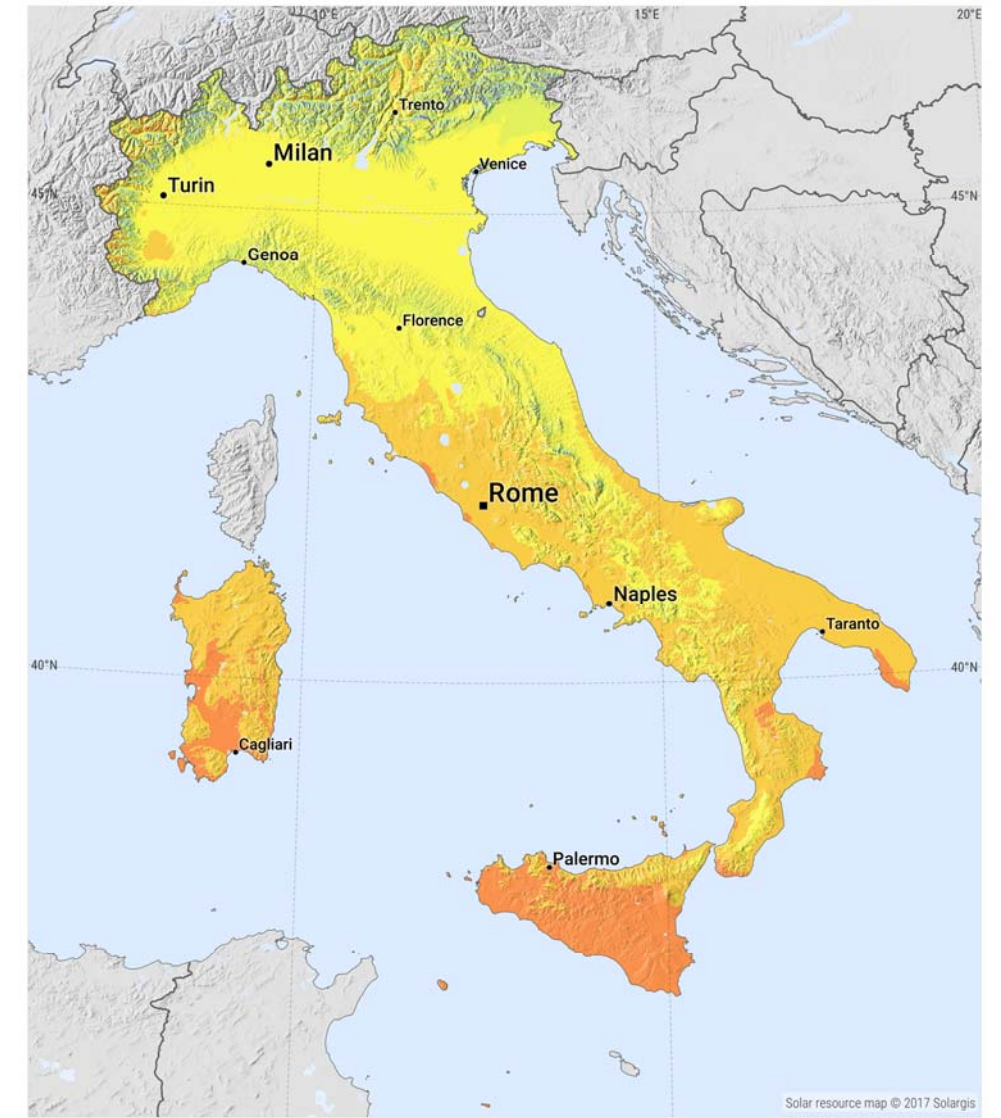 10°E
15°E
20°E
Trento
Milan
Venice
Turin
45°N
45°N
Genoa
Florence
Rome
Naples
Taranto
40°N
40°N
Cagliari
Palermo
Solar resource map © 2017 Solargis